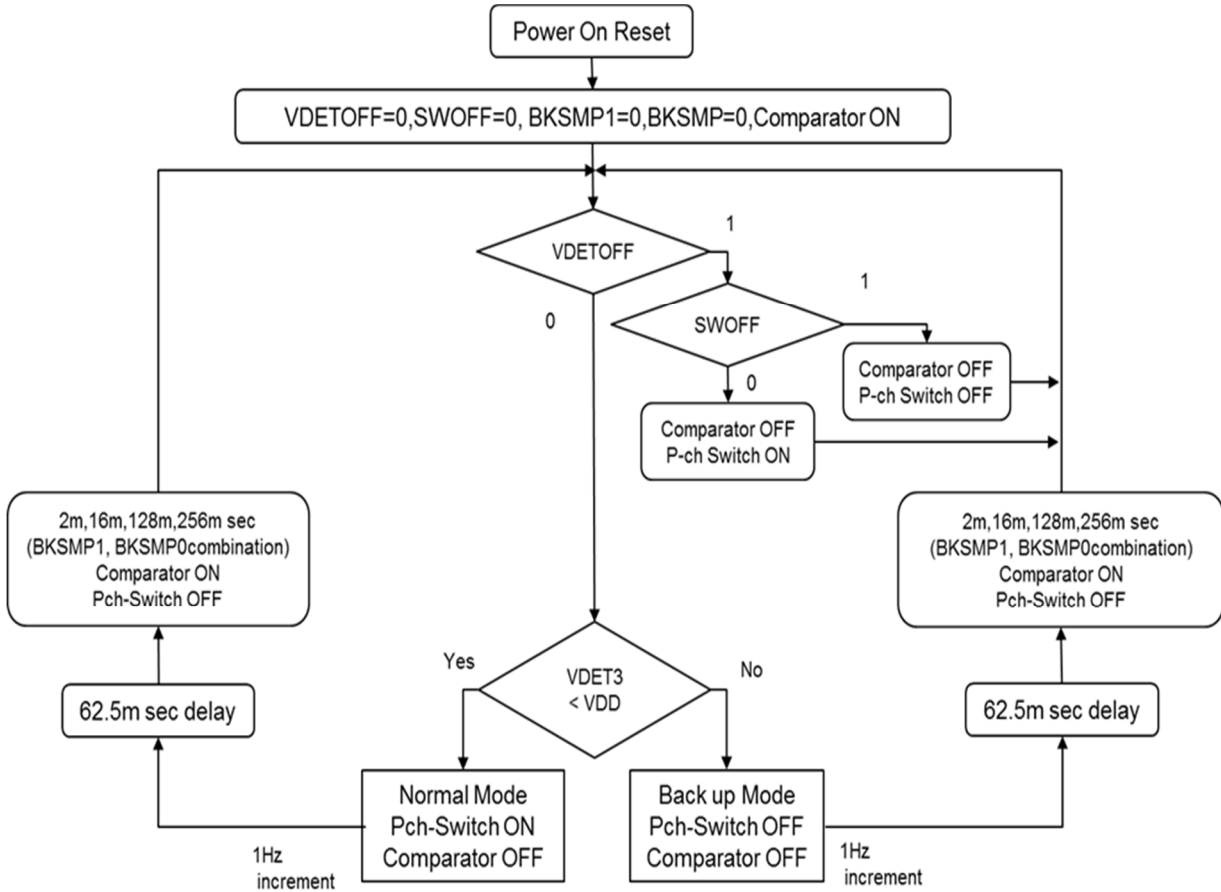 Power On Reset
VDETOFF=0,SWOFF=0, BKSMP1=0,BKSMP=0,Comparator ON
VDETOFF
1
0
SWOFF
1
0
Comparator OFF
P-ch Switch OFF
Comparator OFF
P-ch Switch ON
2m,16m,128m,256m sec
(BKSMP1, BKSMP0combination)
Comparator ON
Pch-Switch OFF
2m,16m,128m,256m sec
(BKSMP1, BKSMP0combination)
Comparator ON
Pch-Switch OFF
Yes
VDET3
< VDD
No
62.5m sec delay
62.5m sec delay
Normal Mode
Pch-Switch ON
Comparator OFF
Back up Mode
Pch-Switch OFF
Comparator OFF
1Hz
increment
1Hz
increment